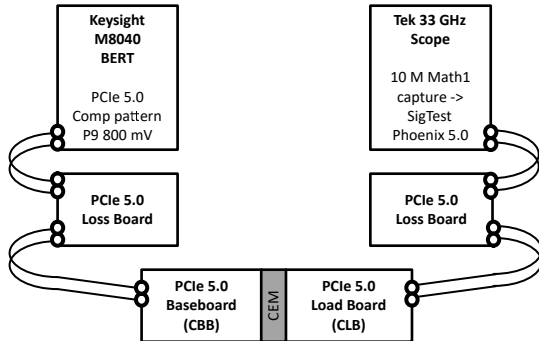 Keysight
M8040
BERT
PCIe 5.0
Comp pattern
P9 800 mV
Tek 33 GHz
Scope
10 M Math1
capture ->
SigTest
Phoenix 5.0
PCIe 5.0
Loss Board
PCIe 5.0
Loss Board
PCIe 5.0
Baseboard
(CBB)
CEM
PCIe 5.0
Load Board
(CLB)